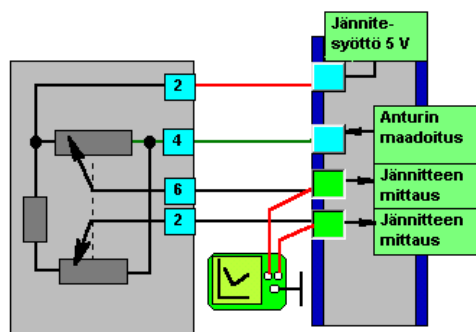 Jännite-
syöttö 5 V
2
4
Anturin
maadoitus
6
Jännitteen
mittaus
2
Jännitteen
mittaus